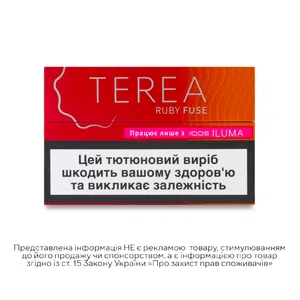 TEREA
RUBY FUSE
Працює лише з IQOS ILUMA
Цей тютюновий виріб
шкодить вашому здоров'ю
та викликає залежність
Представлена інформація НЕ є рекламою товару, стимулюванням
до його продажу чи спонсорством, а є інформацією про товар
згідно із ст. 15 Закону України «Про захист прав споживачів»